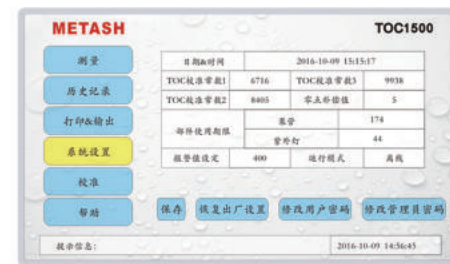 METASH TOC1500
测量
历史记录
打印&输出
系统设置
校准
帮助
日期&时间 2016-10-09 15:15:17
TOC校准常数1 6716 TOC校准常数3 9938
TOC校准常数2 8405 零点补偿值 5
部件使用期限 泵管 174
紫外灯 44
报警值设定 400 运行模式 离线
保存 恢复出厂设置 修改用户密码 修改管理员密码
提示信息: 2016-10-09 14:56:45